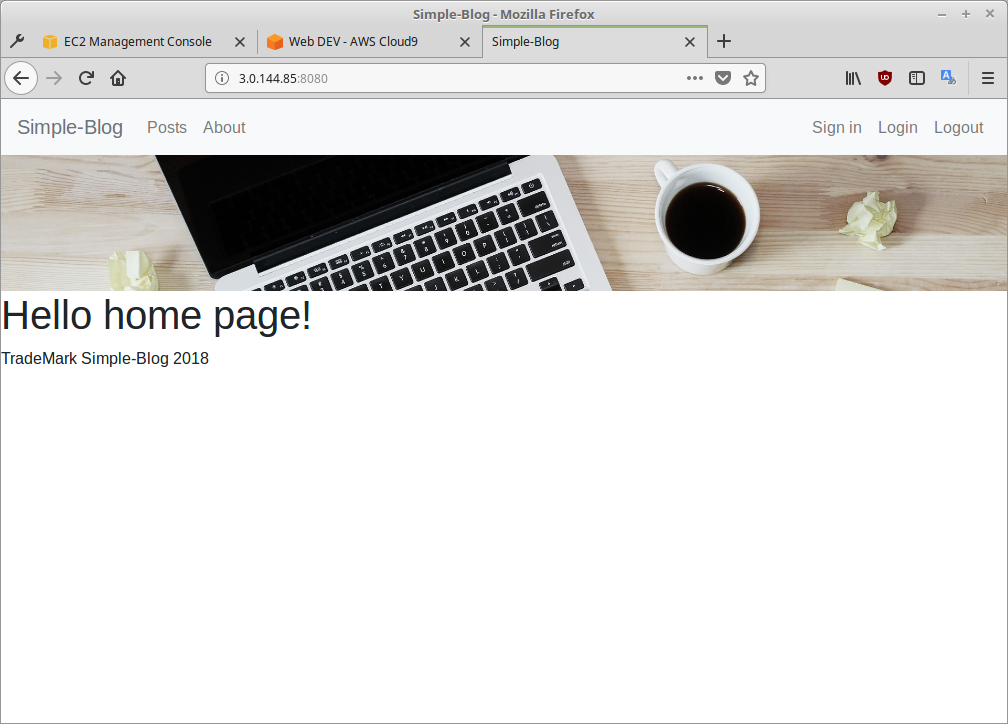 Simple-Blog - Mozilla Firefox
EC2 Management Console
Web DEV - AWS Cloud9
Simple-Blog
3.0.144.85:8080
Simple-Blog Posts About Sign in Login Logout
Hello home page!
TradeMark Simple-Blog 2018